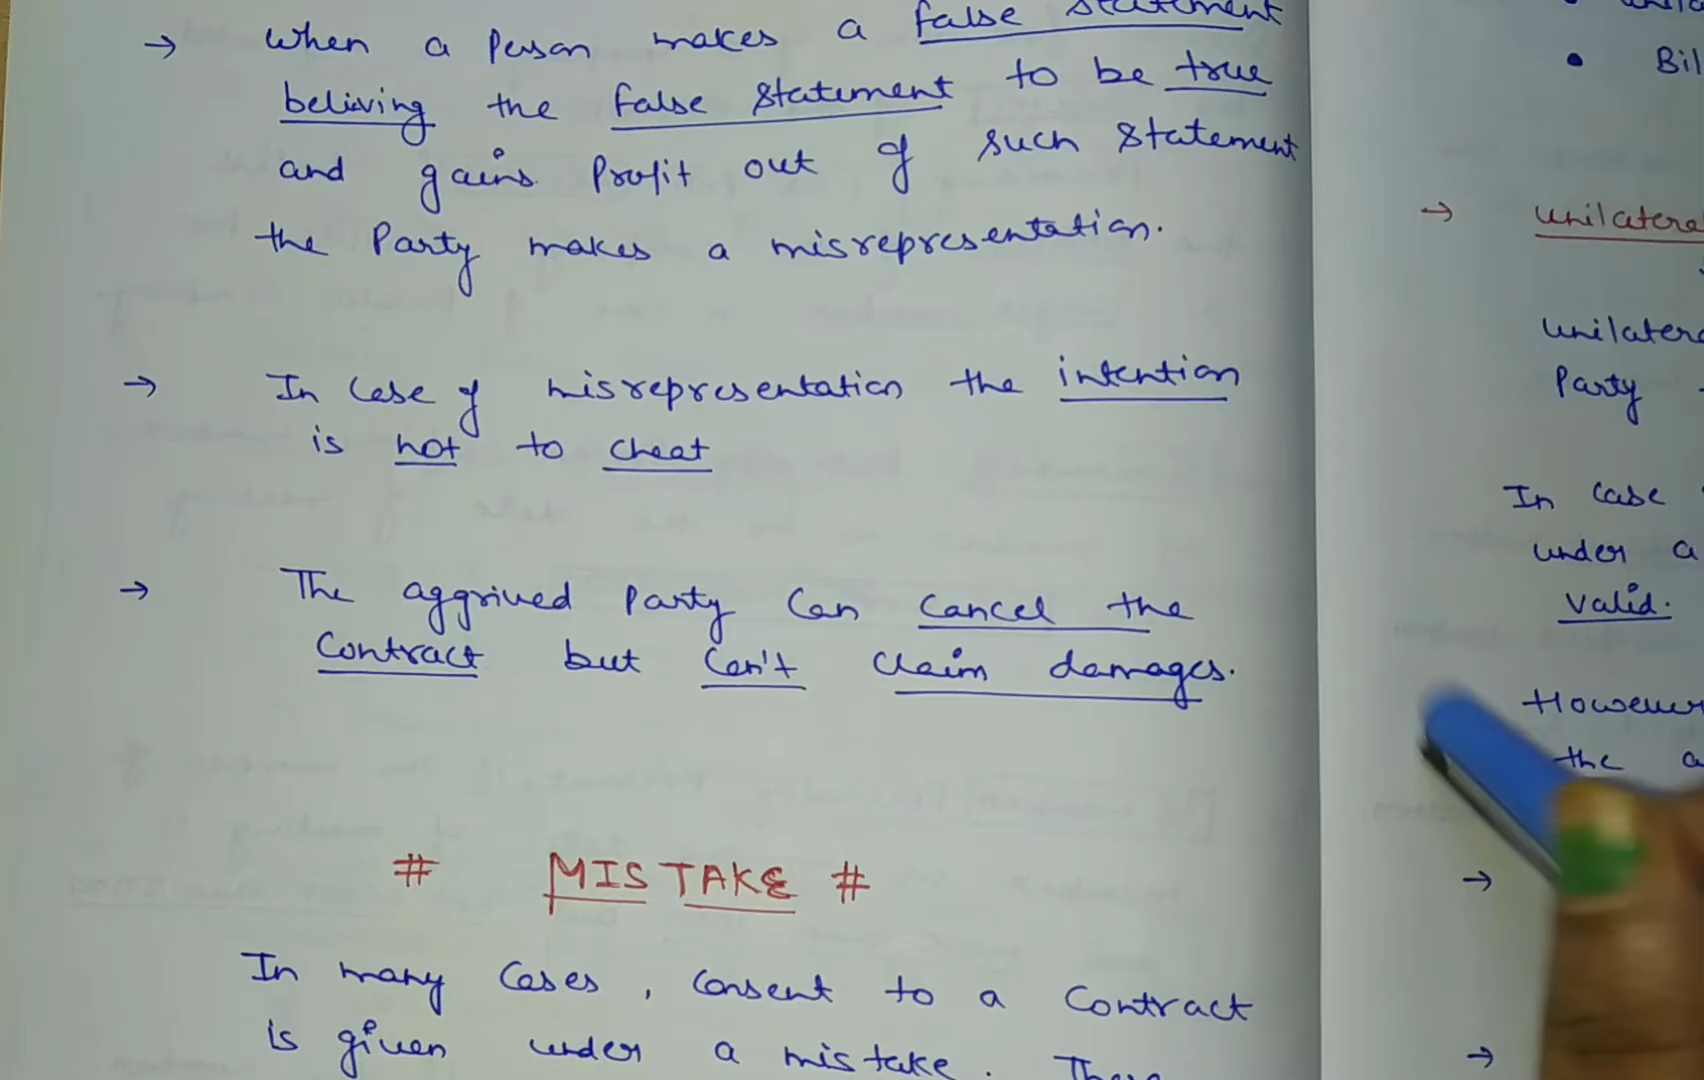 → When a person makes a false statement
believing the false statement to be true
and gains profit out of such statement
the party makes a misrepresentation.
→ In case of misrepresentation the intention
is not to cheat
→ The aggrived party can cancel the
contract but can't claim damages.
# MISTAKE #
In many cases, consent to a contract
is given under a mistake.
• Bil
→ unilatera
unilatera
Party
In case
under a
valid.
However
the a
→
→